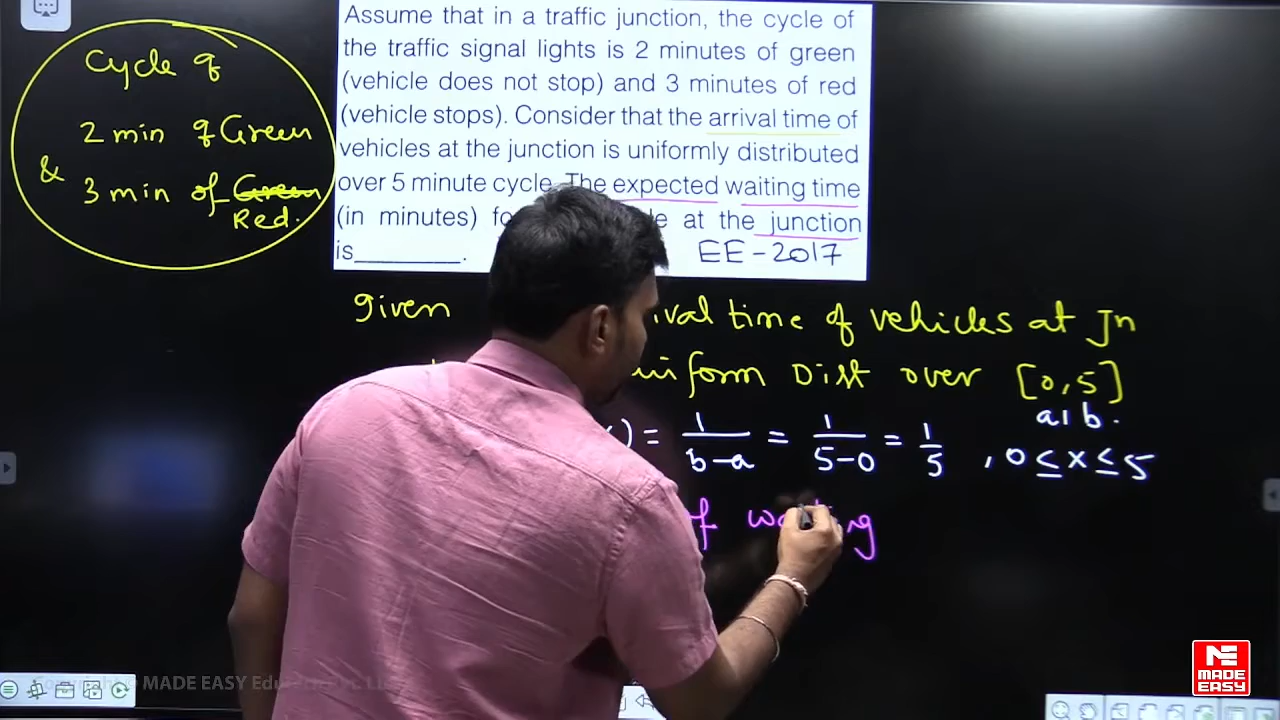 Cycle of
2 min of Green
& 3 min of Green
Red.
Assume that in a traffic junction, the cycle of
the traffic signal lights is 2 minutes of green
(vehicle does not stop) and 3 minutes of red
(vehicle stops). Consider that the arrival time of
vehicles at the junction is uniformly distributed
over 5 minute cycle. The expected waiting time
(in minutes) at the junction
is________.
EE-2017
given time of vehicles at Jn
Dist over [0,5]
a, b.
= 1/(b-a) = 1/(5-0) = 1/5 , 0 ≤ x ≤ 5
of
MADE EASY
MADE EASY